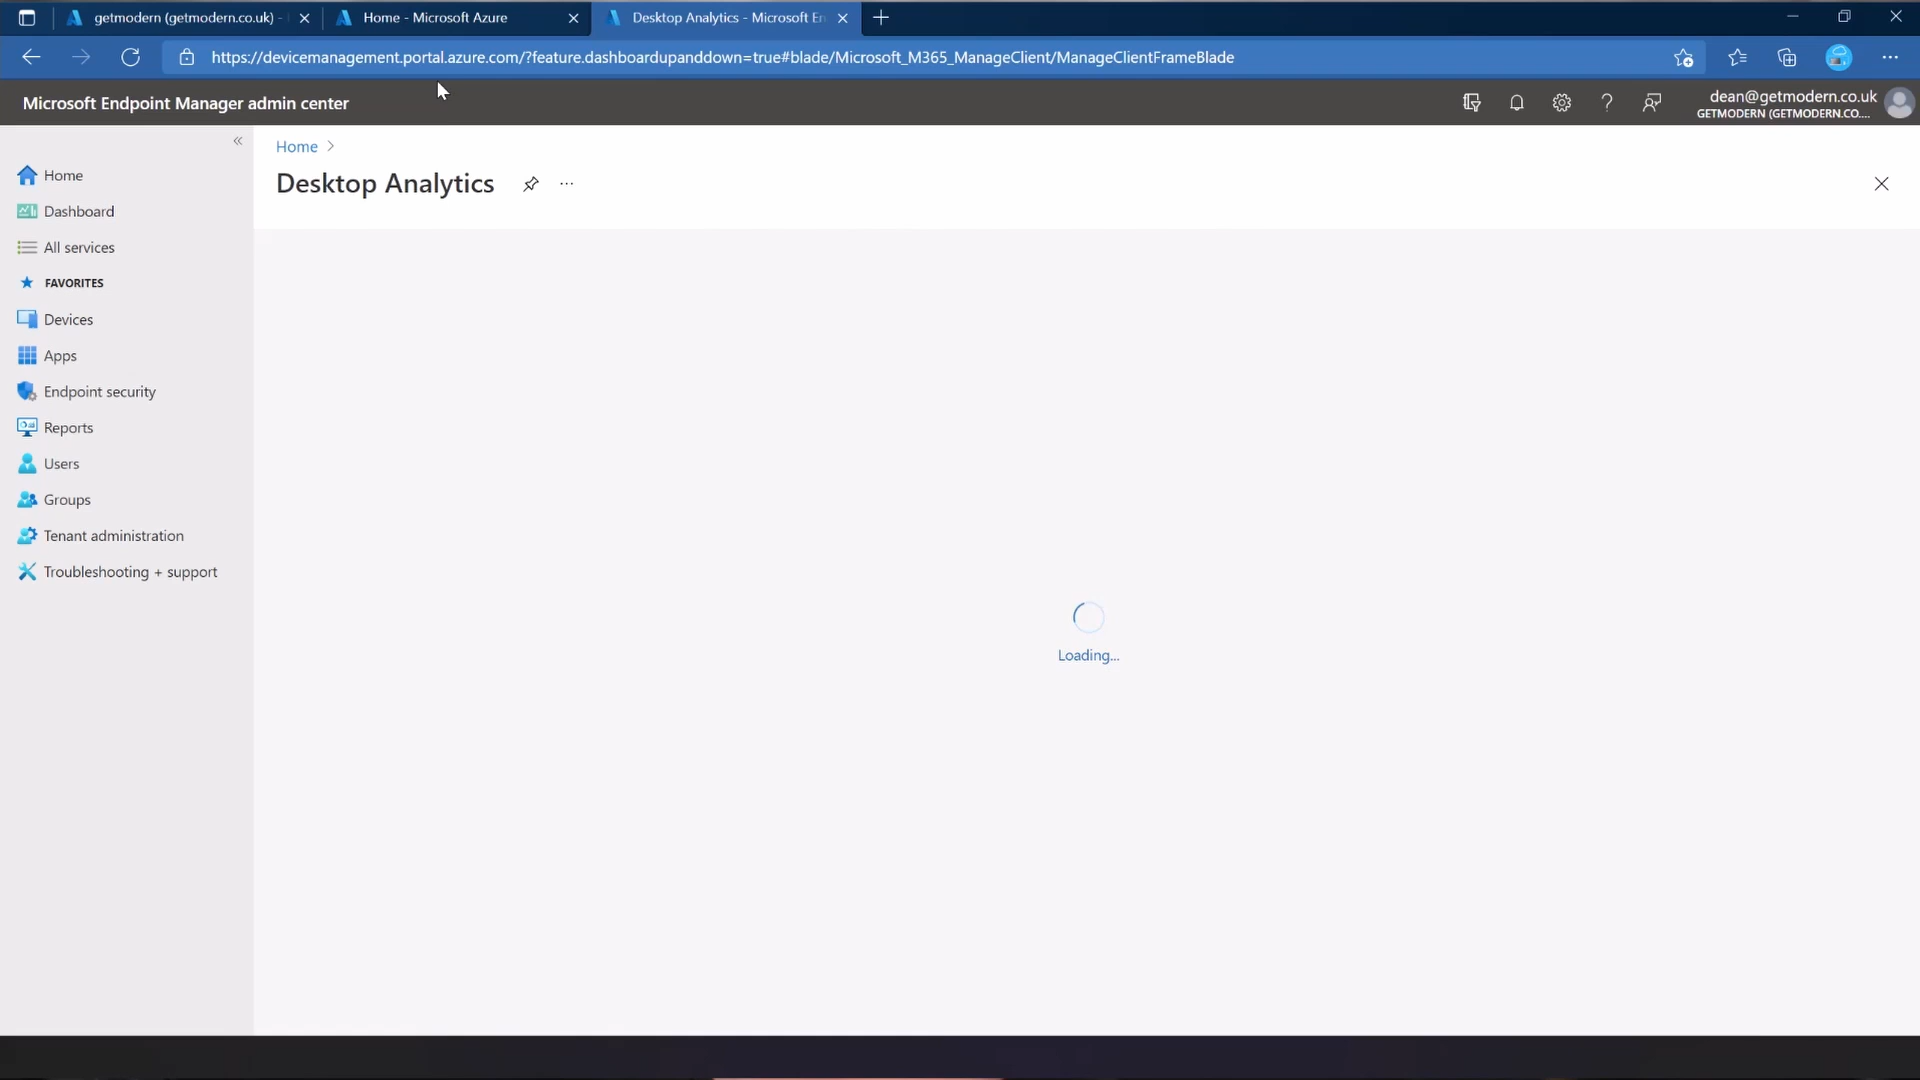 getmodern (getmodern.co.uk) -
Home - Microsoft Azure
Desktop Analytics - Microsoft En
https://devicemanagement.portal.azure.com/?feature.dashboardupanddown=true#blade/Microsoft_M365_ManageClient/ManageClientFrameBlade
Microsoft Endpoint Manager admin center
dean@getmodern.co.uk
GETMODERN (GETMODERN.CO....
Home
Desktop Analytics
Home
Dashboard
All services
FAVORITES
Devices
Apps
Endpoint security
Reports
Users
Groups
Tenant administration
Troubleshooting + support
Loading...